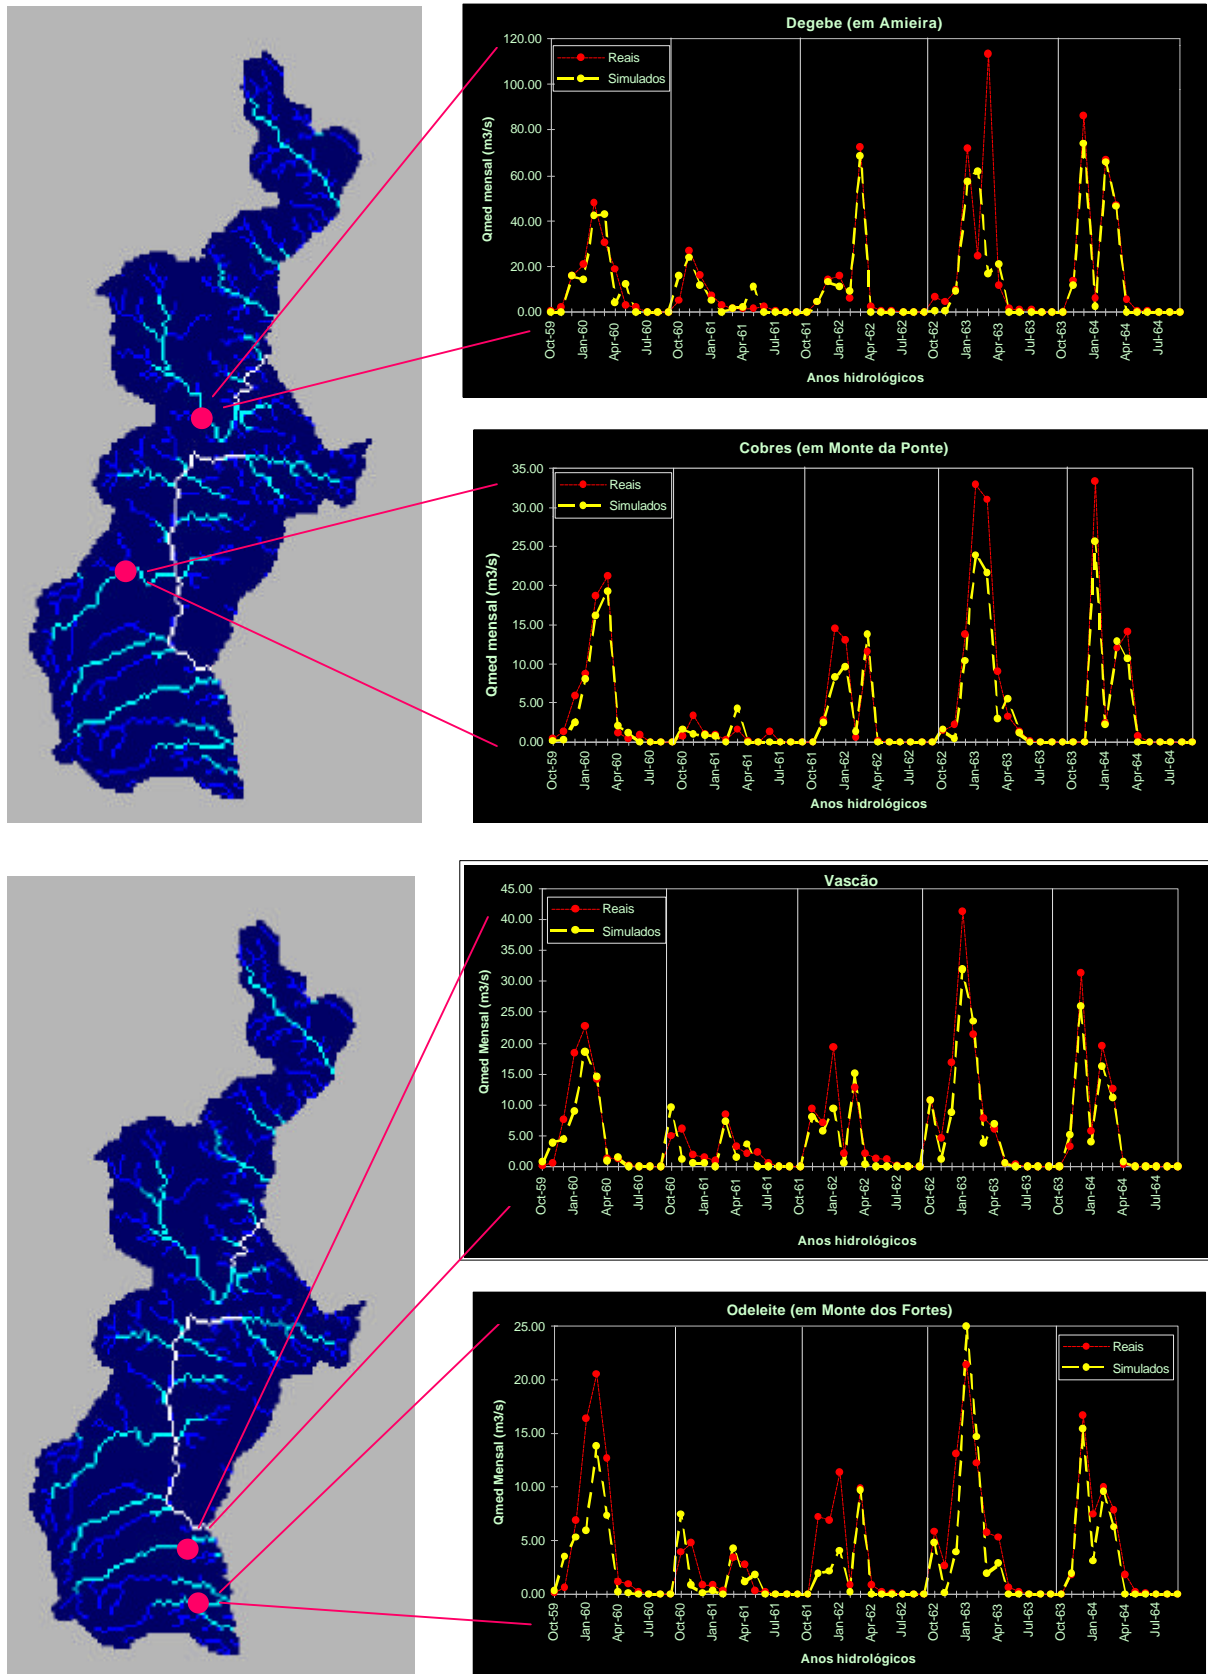 Degebe (em Amieira)
120.00
100.00
80.00
60.00
40.00
20.00
0.00
Qmed mensal (m3/s)
Reais
Simulados
Oct-59
Jan-60
Apr-60
Jul-60
Oct-60
Jan-61
Apr-61
Jul-61
Oct-61
Jan-62
Apr-62
Jul-62
Oct-62
Jan-63
Apr-63
Jul-63
Oct-63
Jan-64
Apr-64
Jul-64
Anos hidrológicos
Cobres (em Monte da Ponte)
35.00
30.00
25.00
20.00
15.00
10.00
5.00
0.00
Qmed mensal (m3/s)
Reais
Simulados
Oct-59
Jan-60
Apr-60
Jul-60
Oct-60
Jan-61
Apr-61
Jul-61
Oct-61
Jan-62
Apr-62
Jul-62
Oct-62
Jan-63
Apr-63
Jul-63
Oct-63
Jan-64
Apr-64
Jul-64
Anos hidrológicos
Vascão
45.00
40.00
35.00
30.00
25.00
20.00
15.00
10.00
5.00
0.00
Qmed Mensal (m3/s)
Reais
Simulados
Oct-59
Jan-60
Apr-60
Jul-60
Oct-60
Jan-61
Apr-61
Jul-61
Oct-61
Jan-62
Apr-62
Jul-62
Oct-62
Jan-63
Apr-63
Jul-63
Oct-63
Jan-64
Apr-64
Jul-64
Anos hidrológicos
Odeleite (em Monte dos Fortes)
25.00
20.00
15.00
10.00
5.00
0.00
Qmed Mensal (m3/s)
Reais
Simulados
Oct-59
Jan-60
Apr-60
Jul-60
Oct-60
Jan-61
Apr-61
Jul-61
Oct-61
Jan-62
Apr-62
Jul-62
Oct-62
Jan-63
Apr-63
Jul-63
Oct-63
Jan-64
Apr-64
Jul-64
Anos hidrológicos